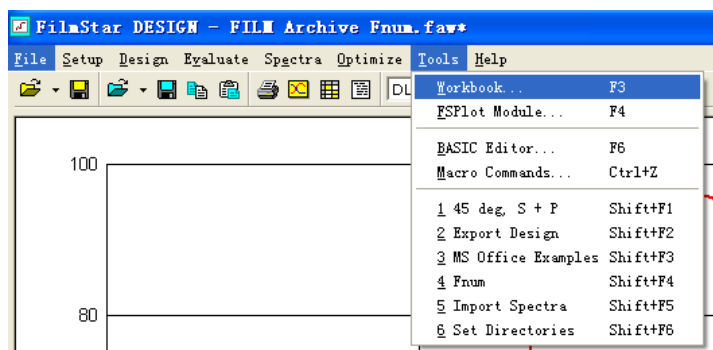 FilmStar DESIGN - FILM Archive Fnum.faw*
File Setup Design Evaluate Spectra Optimize Tools Help
DL
Workbook... F3
FSPlot Module... F4
BASIC Editor... F6
Macro Commands... Ctrl+Z
1 45 deg, S + P Shift+F1
2 Export Design Shift+F2
3 MS Office Examples Shift+F3
4 Fnum Shift+F4
5 Import Spectra Shift+F5
6 Set Directories Shift+F6
100
80